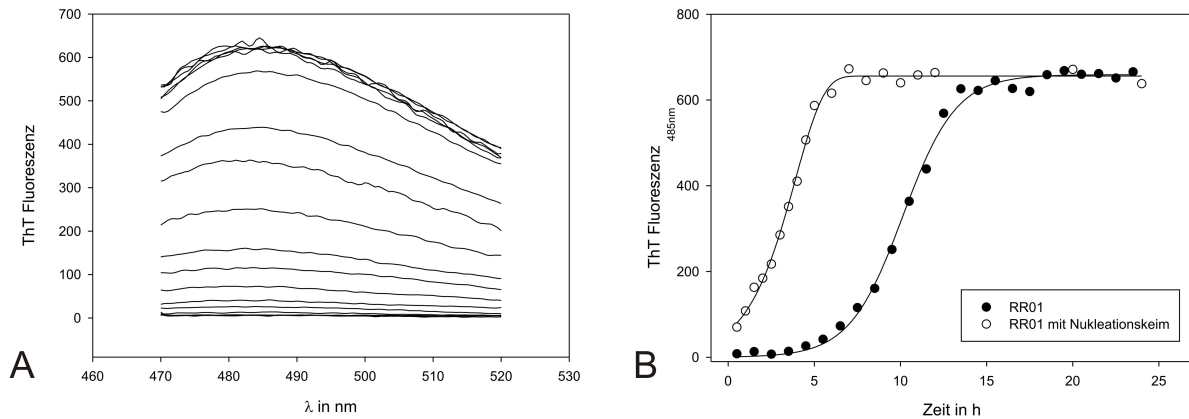 700
600
500
400
300
200
100
0
ThT Fluoreszenz
460 470 480 490 500 510 520 530
λ in nm
A
800
600
400
200
0
ThT Fluoreszenz 485nm
0 5 10 15 20 25
Zeit in h
RR01
RR01 mit Nukleationskeim
B